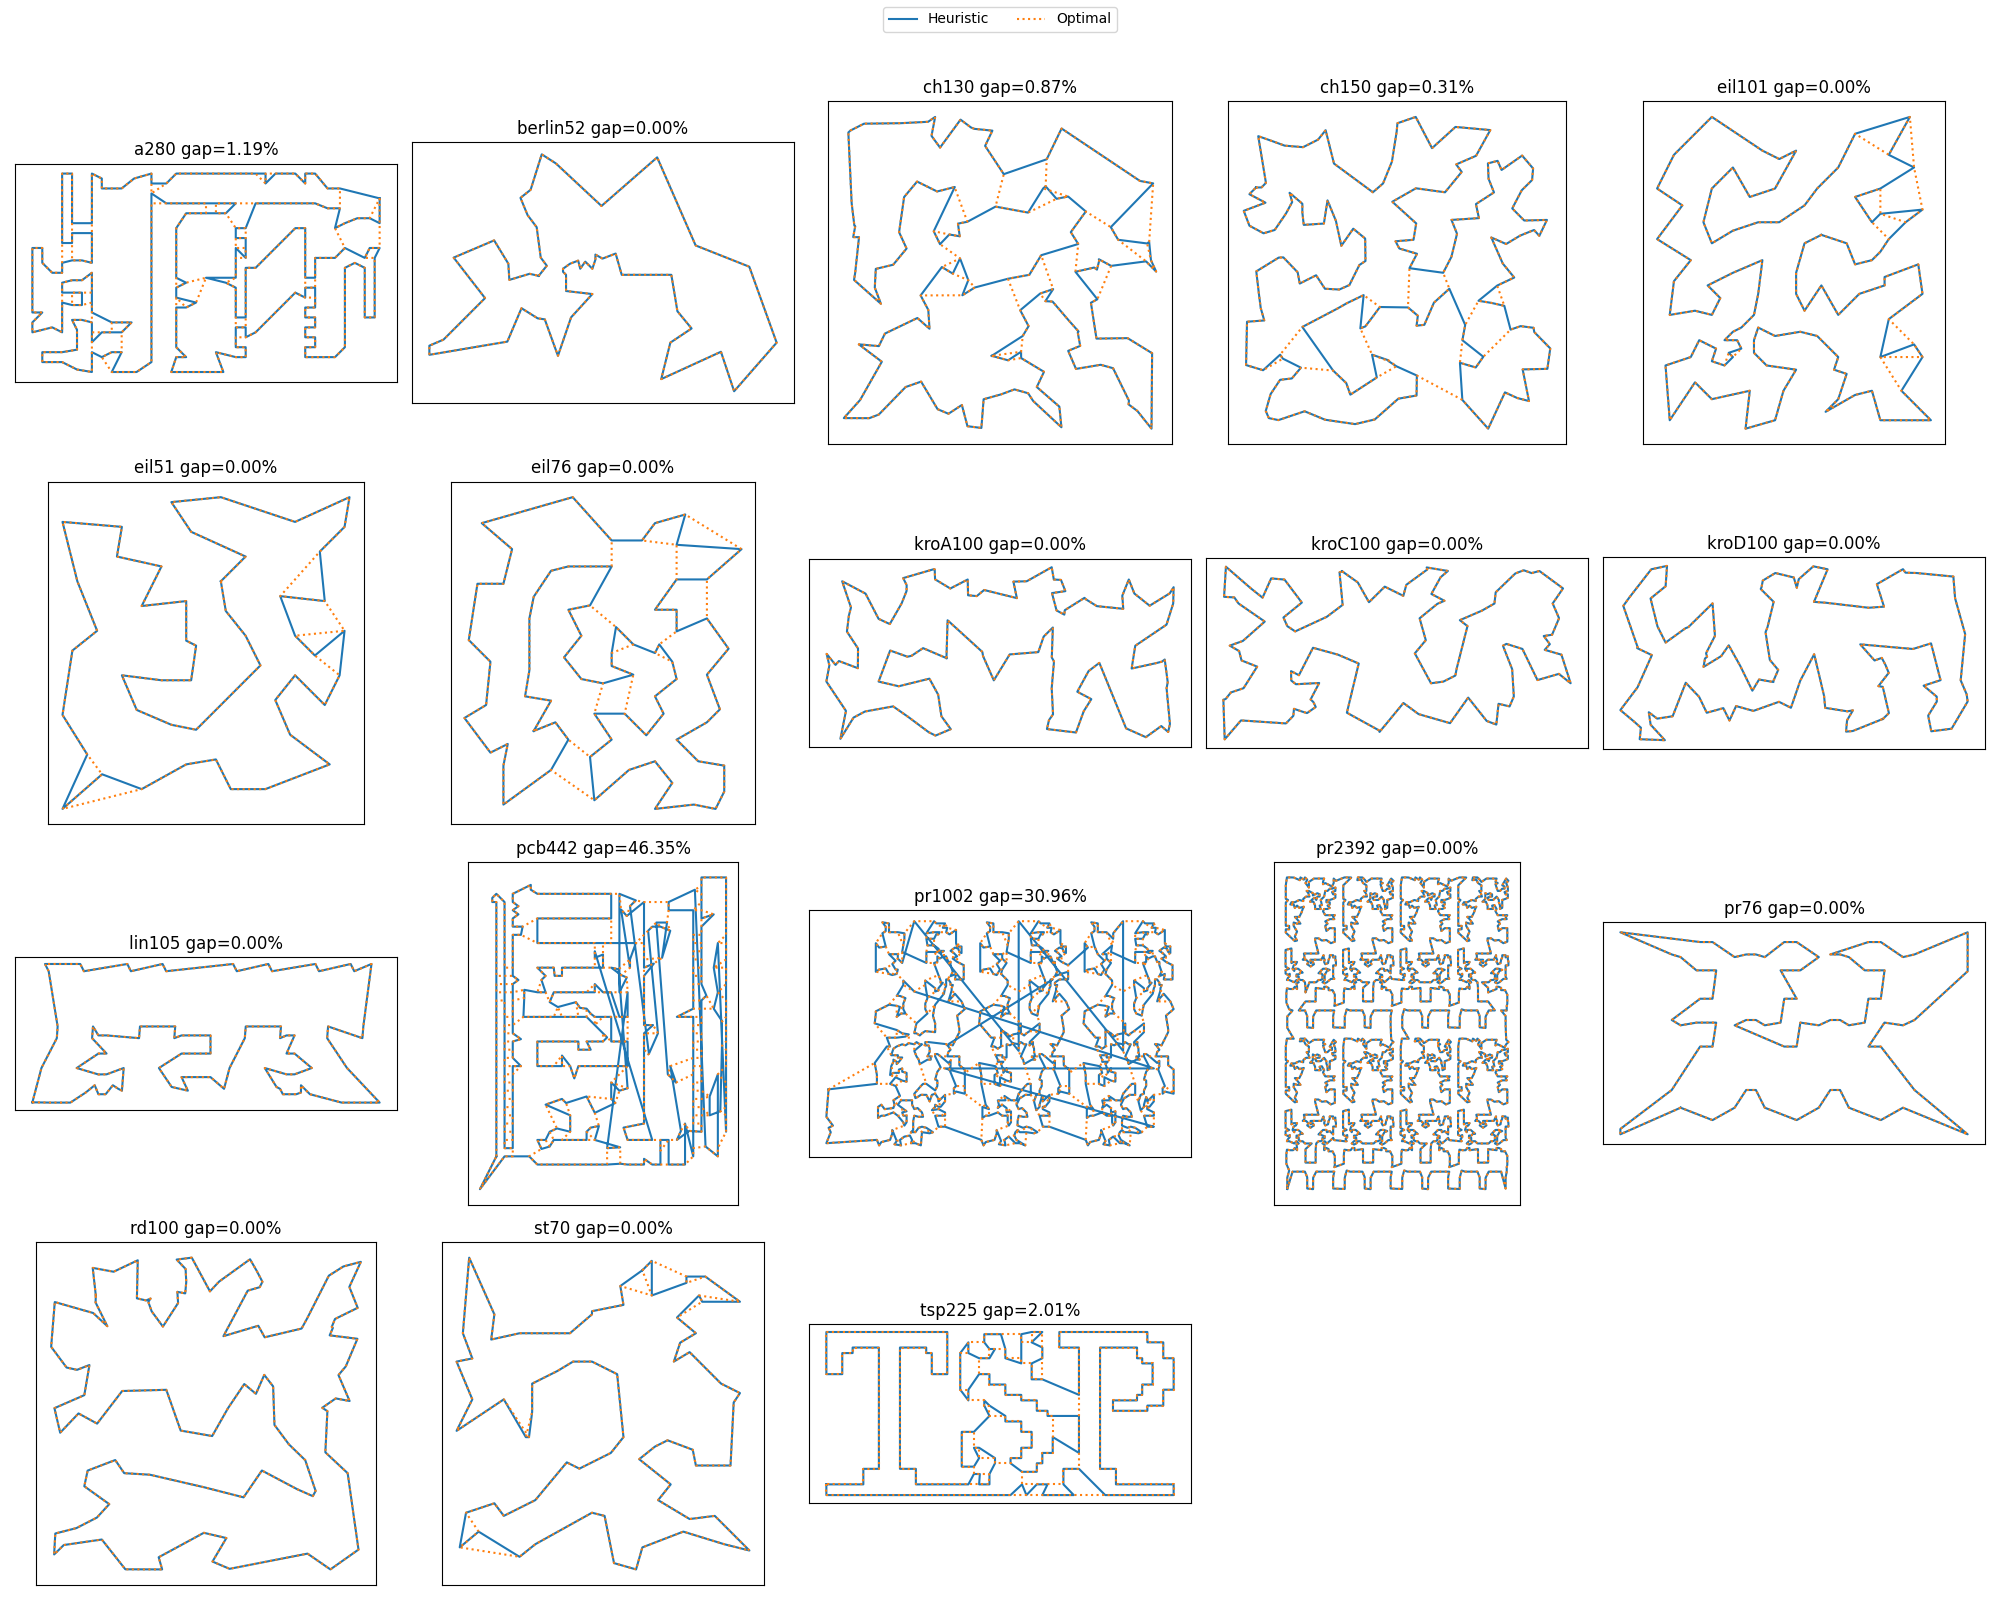 Heuristic Optimal
a280 gap=1.19%
berlin52 gap=0.00%
ch130 gap=0.87%
ch150 gap=0.31%
eil101 gap=0.00%
eil51 gap=0.00%
eil76 gap=0.00%
kroA100 gap=0.00%
kroC100 gap=0.00%
kroD100 gap=0.00%
lin105 gap=0.00%
pcb442 gap=46.35%
pr1002 gap=30.96%
pr2392 gap=0.00%
pr76 gap=0.00%
rd100 gap=0.00%
st70 gap=0.00%
tsp225 gap=2.01%